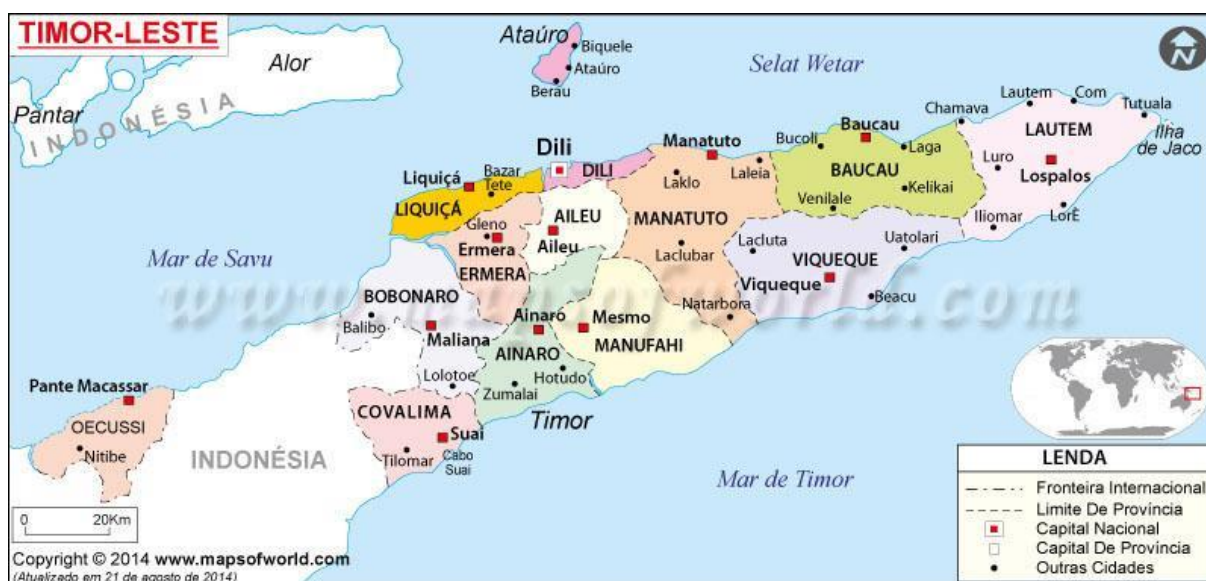 TIMOR-LESTE
Ataúro
Biquele
Ataúro
Berau
Selat Wetar
N
Alor
Pantar
INDONÉSIA
Lautem
Com
Chamava
Tutuala
Ilha
de Jaco
LAUTEM
Luro
Lospalos
Iliomar
LorÈ
Baucau
Bucoli
Laga
BAUCAU
Kelikai
Venilale
Manatuto
Laleia
Laklo
MANATUTO
Laclubar
Natarbora
Dili
DILI
Liquiçá
Bazar
Tete
LIQUIÇÁ
AILEU
Aileu
Gleno
Ermera
ERMERA
Lacluta
Uatolari
VIQUEQUE
Viqueque
Beacu
Mar de Savu
www.mapsofworld.com
BOBONARO
Balibo
Maliana
Lolotoe
Ainaro
AINARO
Hotudo
Zumalai
Mesmo
MANUFAHI
Pante Macassar
OECUSSI
Nitibe
COVALIMA
Suai
Tilomar
Cabo
Suai
Timor
INDONÉSIA
Mar de Timor
0 20Km
LENDA
Fronteira Internacional
Limite De Província
Capital Nacional
Capital De Província
Outras Cidades
Copyright © 2014 www.mapsofworld.com
(Atualizado em 21 de agosto de 2014)